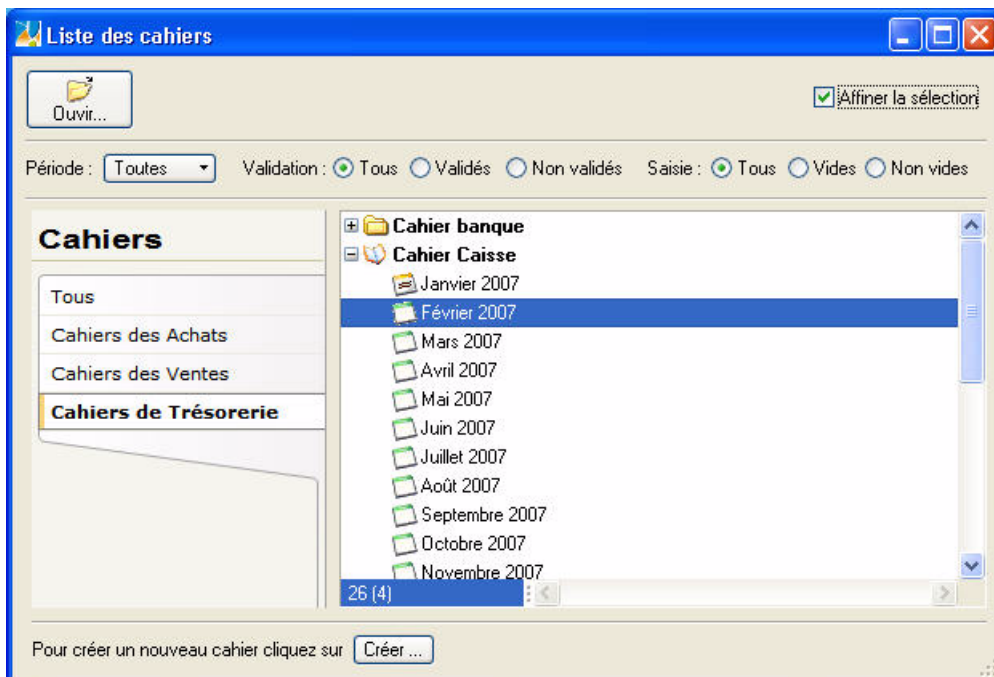 Liste des cahiers
Ouvrir...
Affiner la sélection
Période : Toutes Validation : Tous Validés Non validés Saisie : Tous Vides Non vides
Cahiers
Tous
Cahiers des Achats
Cahiers des Ventes
Cahiers de Trésorerie
Cahier banque
Cahier Caisse
Janvier 2007
Février 2007
Mars 2007
Avril 2007
Mai 2007
Juin 2007
Juillet 2007
Août 2007
Septembre 2007
Octobre 2007
Novembre 2007
26 (4)
Pour créer un nouveau cahier cliquez sur Créer ...